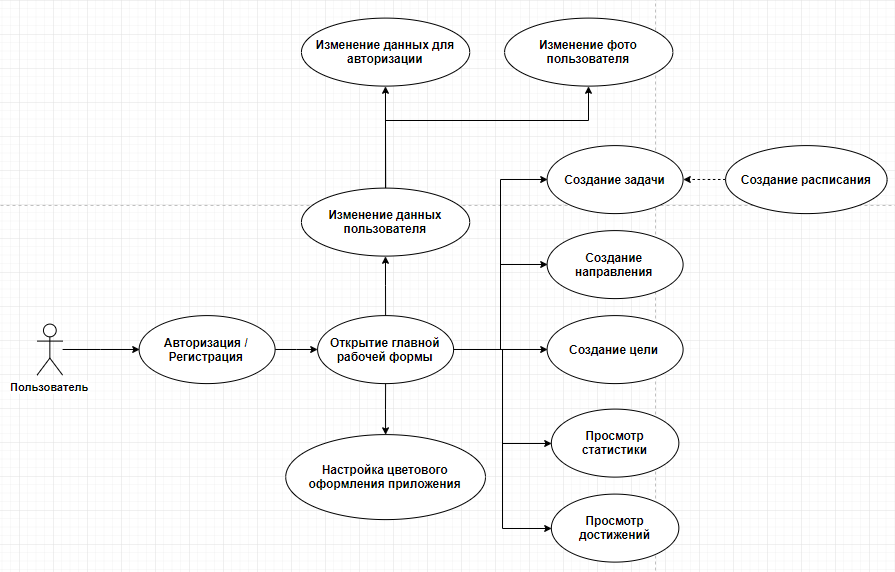 Изменение данных для
авторизации
Изменение фото
пользователя
Создание задачи
Создание расписания
Изменение данных
пользователя
Создание
направления
Авторизация /
Регистрация
Открытие главной
рабочей формы
Создание цели
Пользователь
Просмотр
статистики
Настройка цветового
оформления приложения
Просмотр
достижений